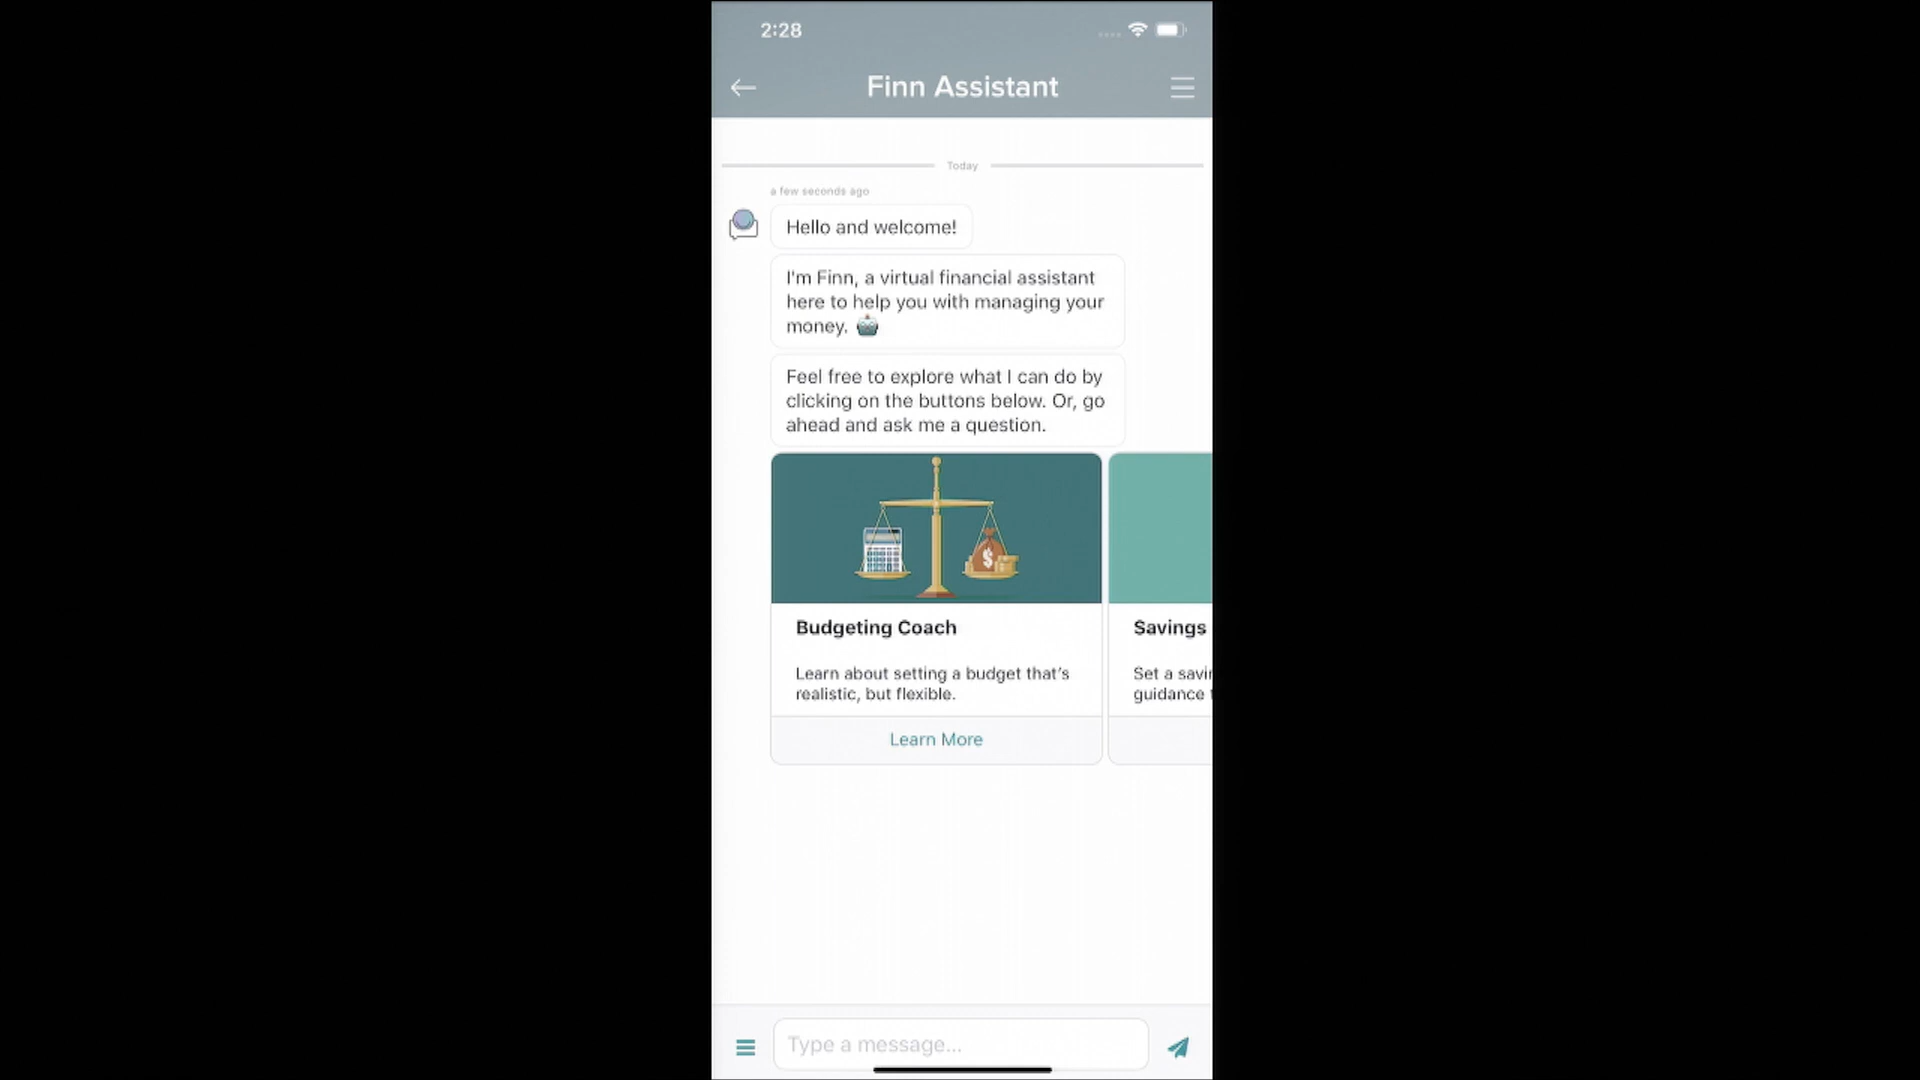 2:28
Finn Assistant
Today
a few seconds ago
Hello and welcome!
I'm Finn, a virtual financial assistant
here to help you with managing your
money.
Feel free to explore what I can do by
clicking on the buttons below. Or, go
ahead and ask me a question.
$
Budgeting Coach
Learn about setting a budget that's
realistic, but flexible.
Learn More
Savings
Set a
guidance
Type a message...